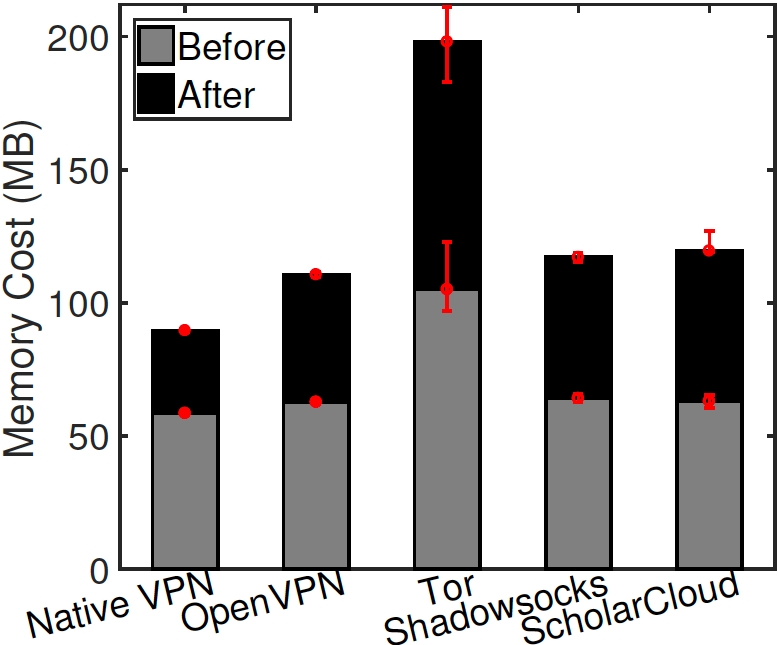 Before
After
Memory Cost (MB)
200
150
100
50
0
Native VPN
OpenVPN
Tor
Shadowsocks
ScholarCloud